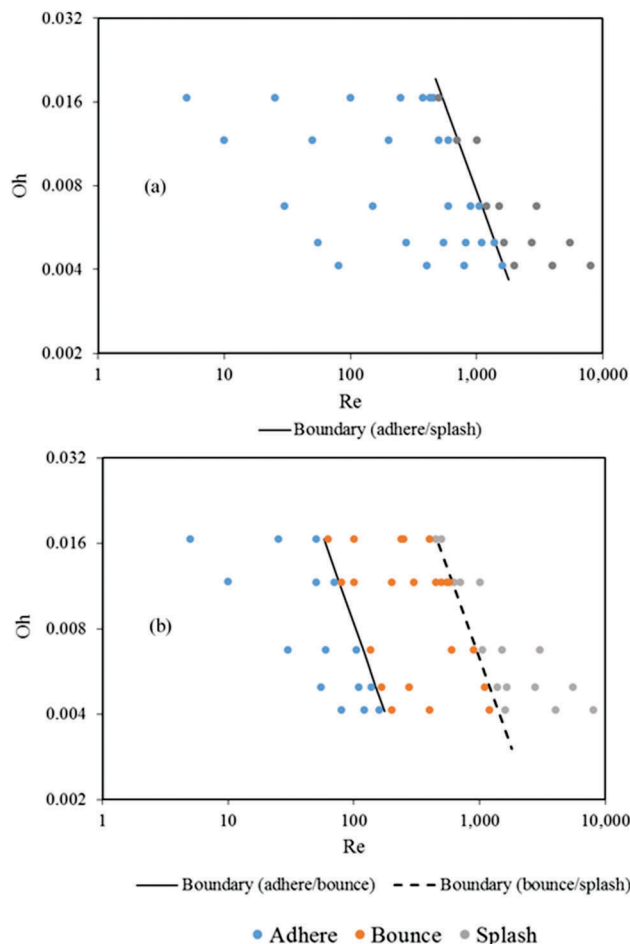 0.032
0.016
0.008
0.004
0.002
Oh
(a)
1
10
100
1,000
10,000
Re
Boundary (adhere/splash)
0.032
0.016
0.008
0.004
0.002
Oh
(b)
1
10
100
1,000
10,000
Re
Boundary (adhere/bounce) Boundary (bounce/splash)
Adhere Bounce Splash